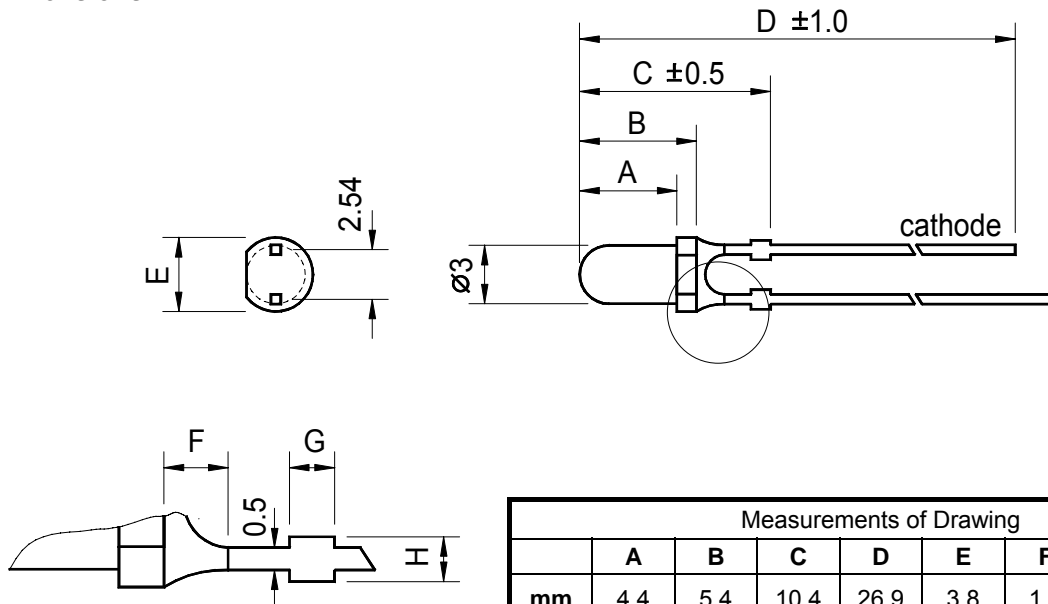 D ±1.0
C ±0.5
B
A
2.54
cathode
E
ø3
F
G
0.5
H
Measurements of Drawing
A B C D E
mm 4.4 5.4 10.4 26.9 3.8